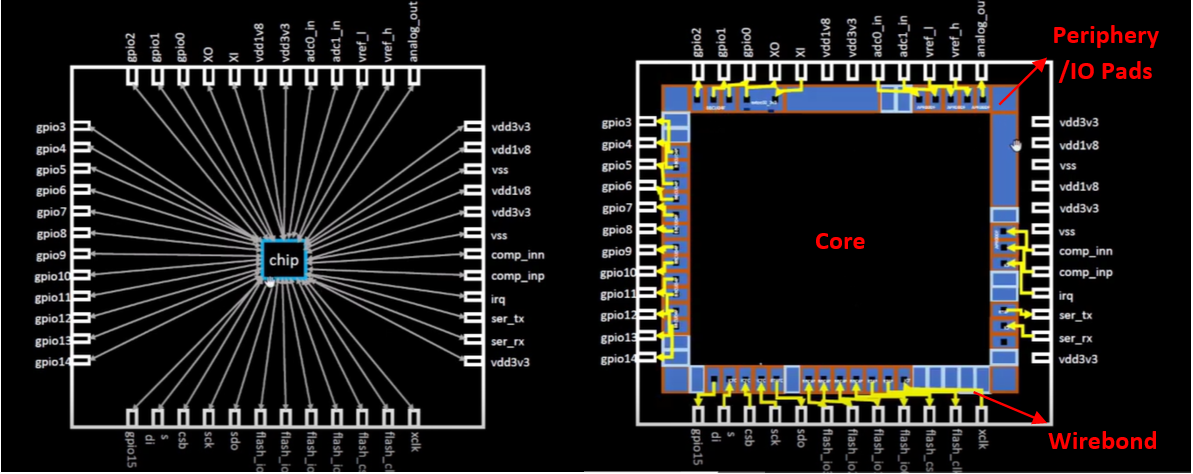 gpio2
gpio1
gpio0
XO
XI
vdd1v8
vdd3v3
adc0_in
adc1_in
vref_l
vref_h
analog_out
gpio3
gpio4
gpio5
gpio6
gpio7
gpio8
gpio9
gpio10
gpio11
gpio12
gpio13
gpio14
chip
vdd3v3
vdd1v8
vss
vdd1v8
vdd3v3
vss
comp_inn
comp_inp
irq
ser_tx
ser_rx
vdd3v3
gpio15
di
s
csb
sck
sdo
flash_io
flash_io
flash_io
flash_io
flash_cs
flash_cl
xclk
gpio2
gpio1
gpio0
XO
XI
vdd1v8
vdd3v3
adc0_in
adc1_in
vref_l
vref_h
analog_out
Periphery
/IO Pads
gpio3
gpio4
gpio5
gpio6
gpio7
gpio8
gpio9
gpio10
gpio11
gpio12
gpio13
gpio14
Core
vdd3v3
vdd1v8
vss
vdd1v8
vdd3v3
vss
comp_inn
comp_inp
irq
ser_tx
ser_rx
vdd3v3
gpio15
di
s
csb
sck
sdo
flash_io
flash_io
flash_io
flash_io
flash_cs
flash_cl
xclk
Wirebond